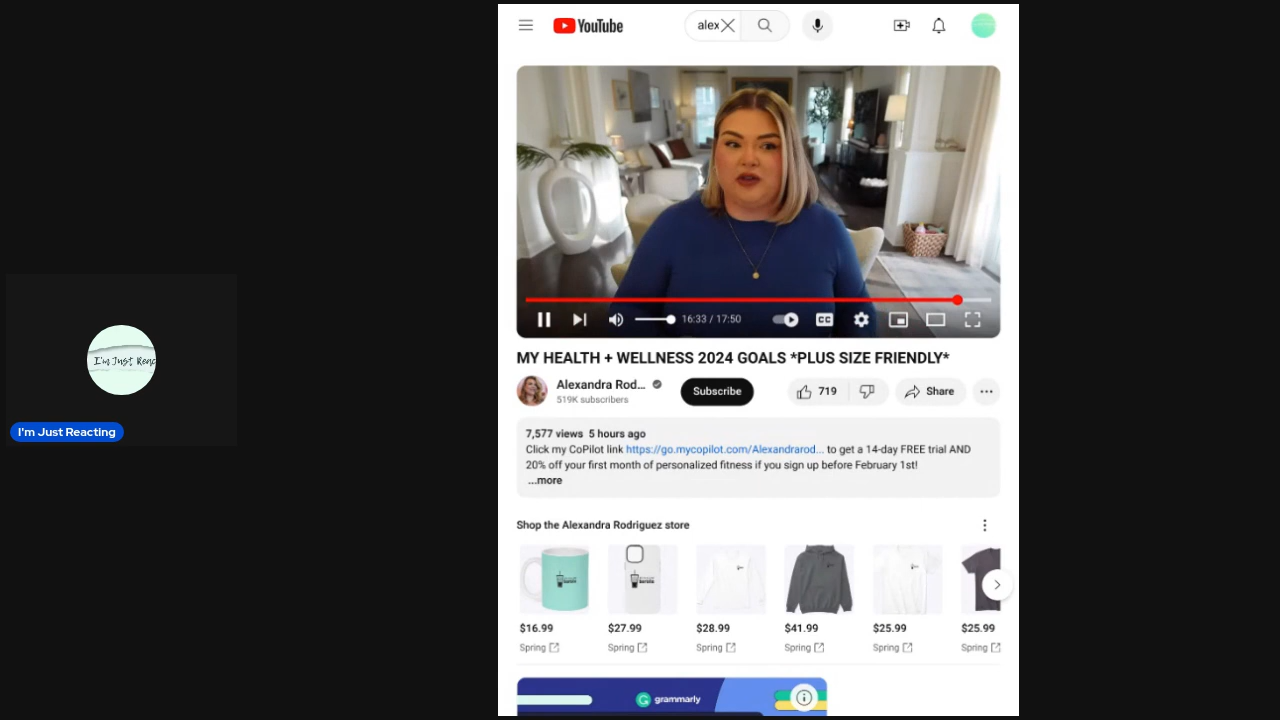 YouTube
alex
16:33 / 17:50
CC
MY HEALTH + WELLNESS 2024 GOALS *PLUS SIZE FRIENDLY*
Alexandra Rod...
519K subscribers
Subscribe
719
Share
7,577 views 5 hours ago
Click my CoPilot link https://go.mycopilot.com/Alexandrarod... to get a 14-day FREE trial AND
20% off your first month of personalized fitness if you sign up before February 1st!
...more
I'm Just Reac
I'm Just Reacting
Shop the Alexandra Rodriguez store
$16.99 $27.99 $28.99 $41.99 $25.99 $25.99
Spring Spring Spring Spring Spring Spring
grammarly